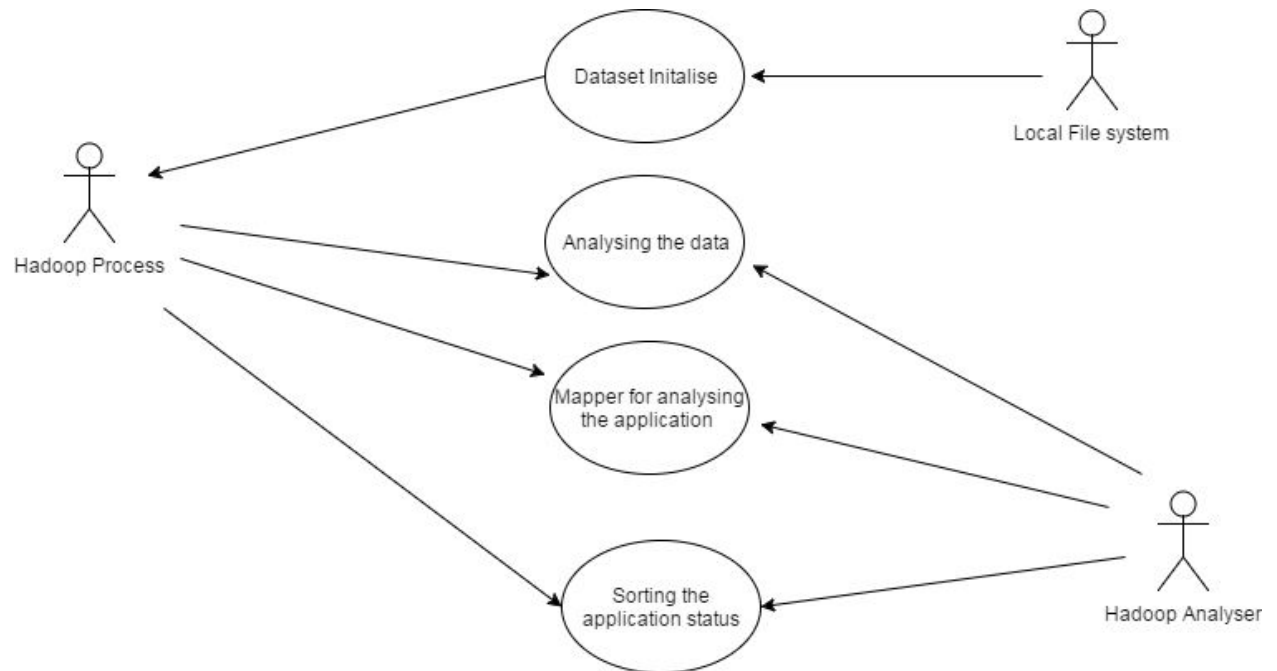 Dataset Initalise
Local File system
Hadoop Process
Analysing the data
Mapper for analysing
the application
Sorting the
application status
Hadoop Analyser